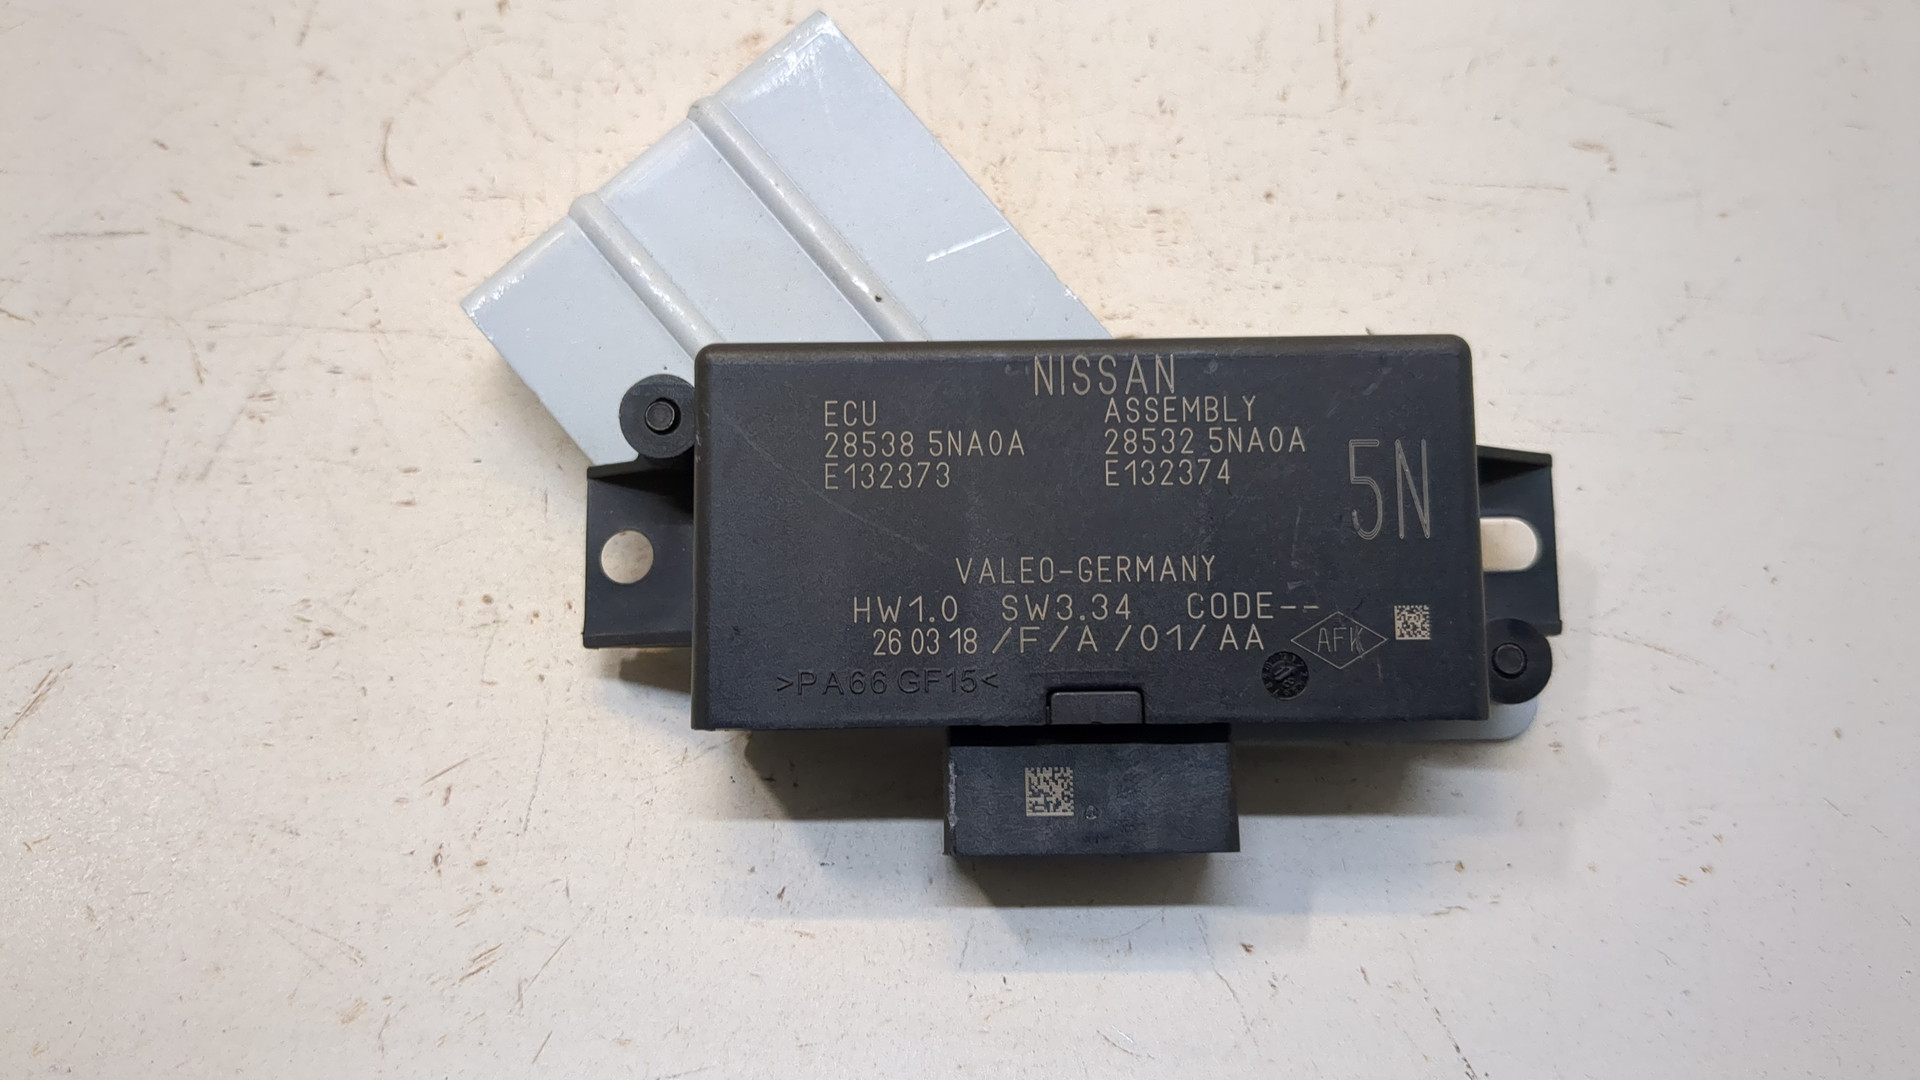 NISSAN
ECU
28538 5NA0A
E132373
ASSEMBLY
28532 5NA0A
E132374
5N
VALEO-GERMANY
HW1.0 SW3.34 CODE--
26 03 18 /F/A/01/AA AFK
>PA66 GF15<